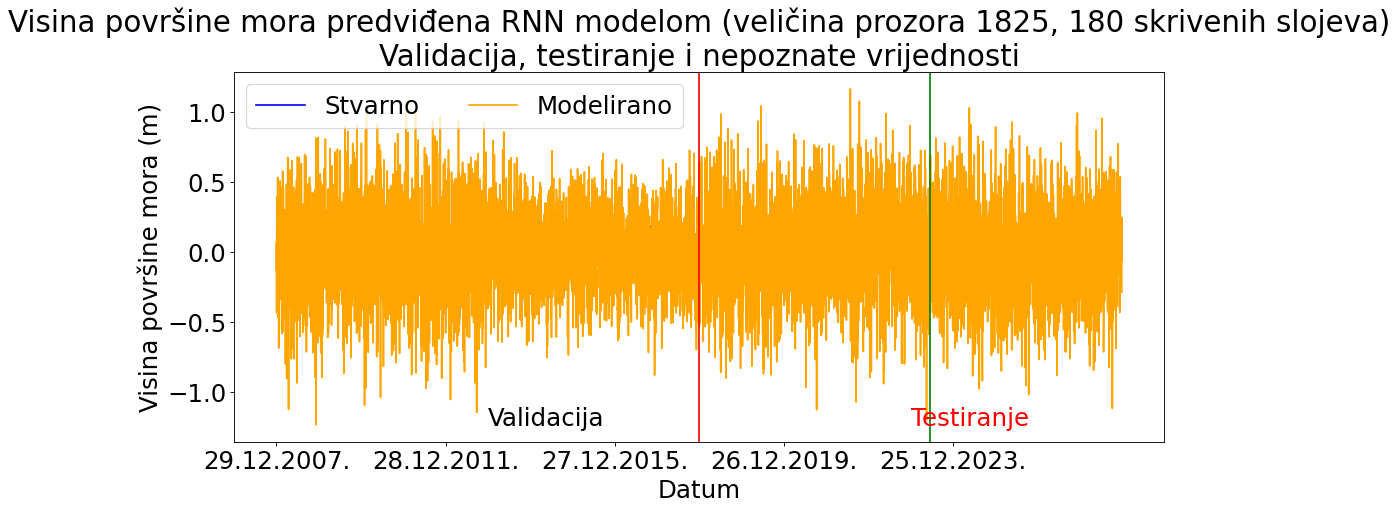 Visina površine mora predviđena RNN modelom (veličina prozora 1825, 180 skrivenih slojeva)
Validacija, testiranje i nepoznate vrijednosti
Stvarno
Modelirano
Visina površine mora (m)
1.0
0.5
0.0
−0.5
−1.0
Validacija
Testiranje
29.12.2007.
28.12.2011.
27.12.2015.
26.12.2019.
25.12.2023.
Datum